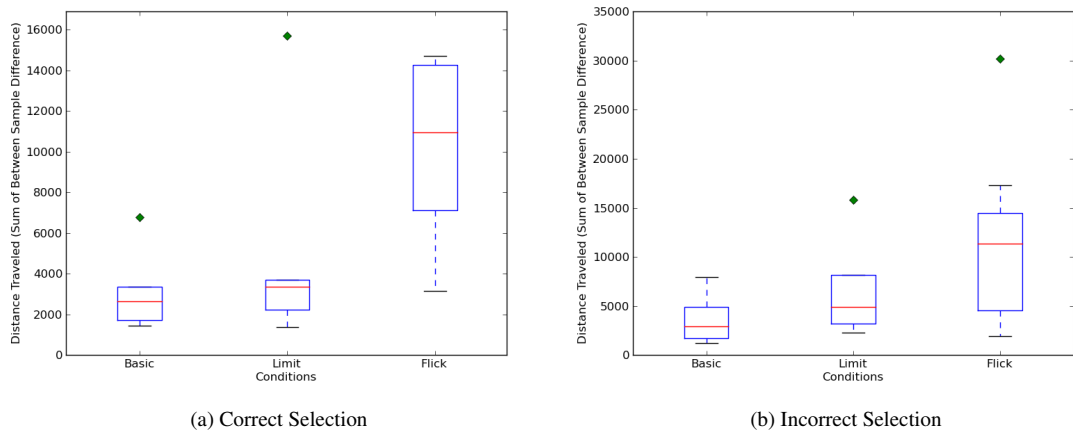 16000
14000
12000
10000
8000
6000
4000
2000
0
Distance Traveled (Sum of Between Sample Difference)
Basic
Limit
Flick
Conditions
(a) Correct Selection
35000
30000
25000
20000
15000
10000
5000
0
Distance Traveled (Sum of Between Sample Difference)
Basic
Limit
Flick
Conditions
(b) Incorrect Selection